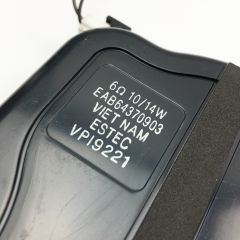 6Ω 10/14W
EAB64370903
VIET NAM
ESTEC
VPI9221